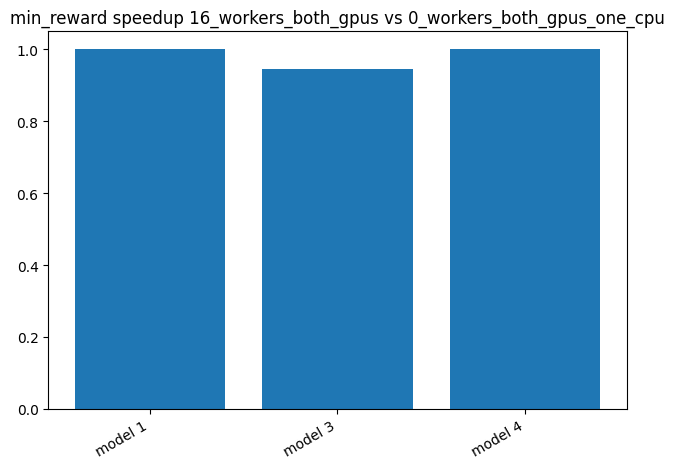 min_reward speedup 16_workers_both_gpus vs 0_workers_both_gpus_one_cpu
1.0
0.8
0.6
0.4
0.2
0.0
model 1
model 3
model 4